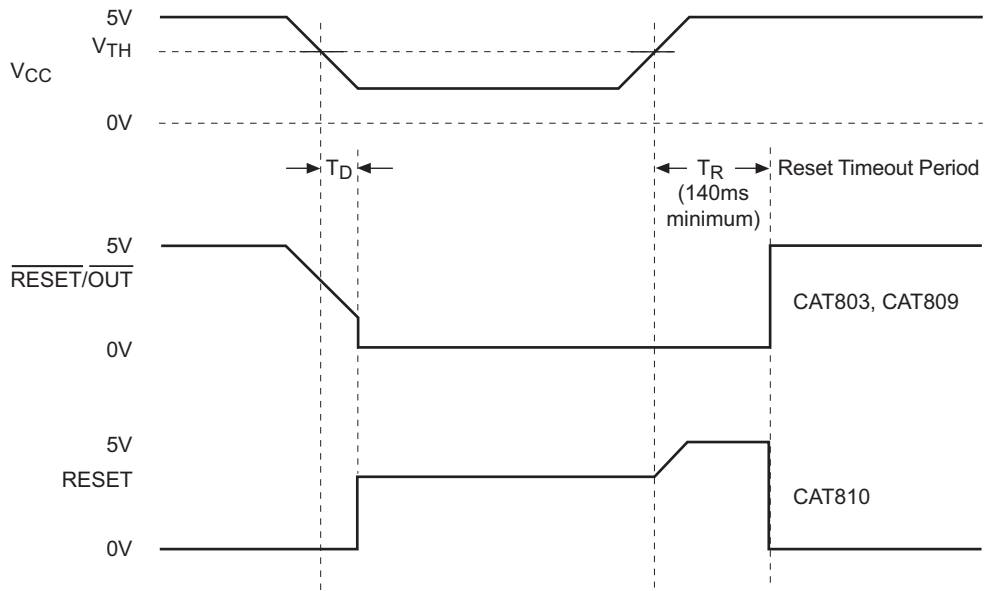 5V
VTH
VCC
0V
TD
TR
(140ms
minimum)
Reset Timeout Period
5V
RESET/OUT
CAT803, CAT809
0V
5V
RESET
CAT810
0V